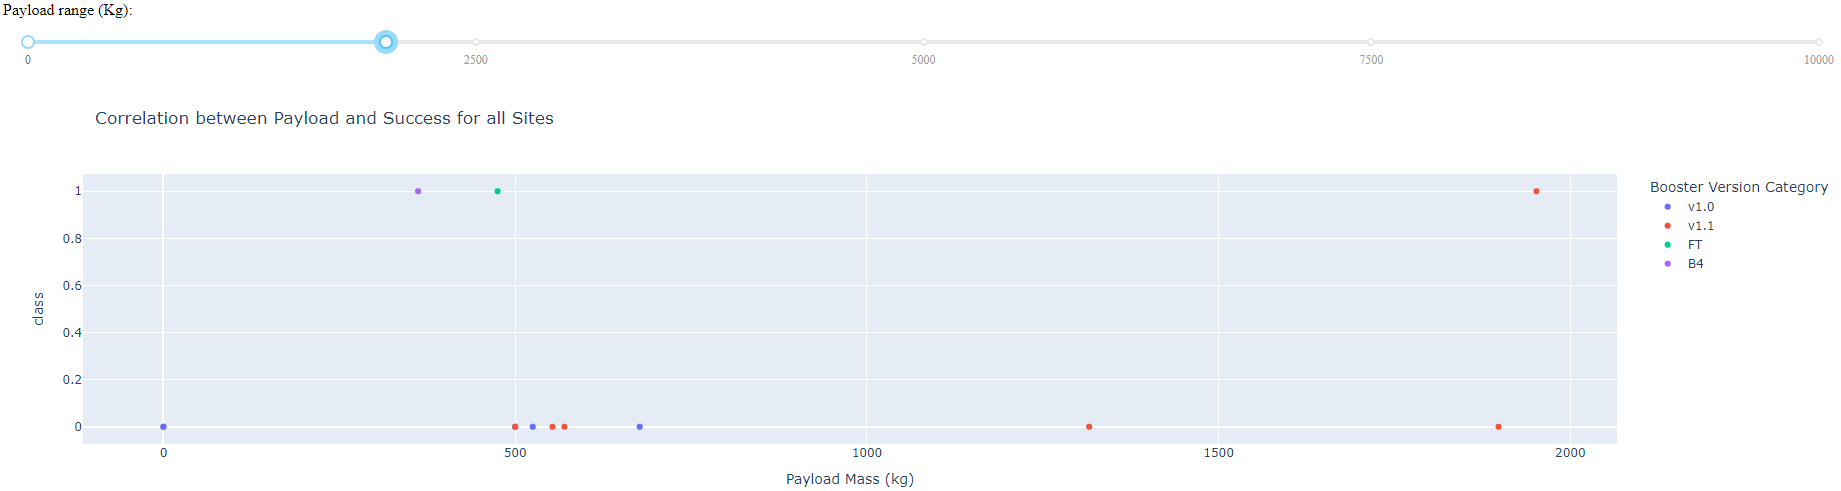 Payload range (Kg):
0 2500 5000 7500 10000
Correlation between Payload and Success for all Sites
Booster Version Category
v1.0
v1.1
FT
B4
1
0.8
0.6
0.4
0.2
0
class
0 500 1000 1500 2000
Payload Mass (kg)